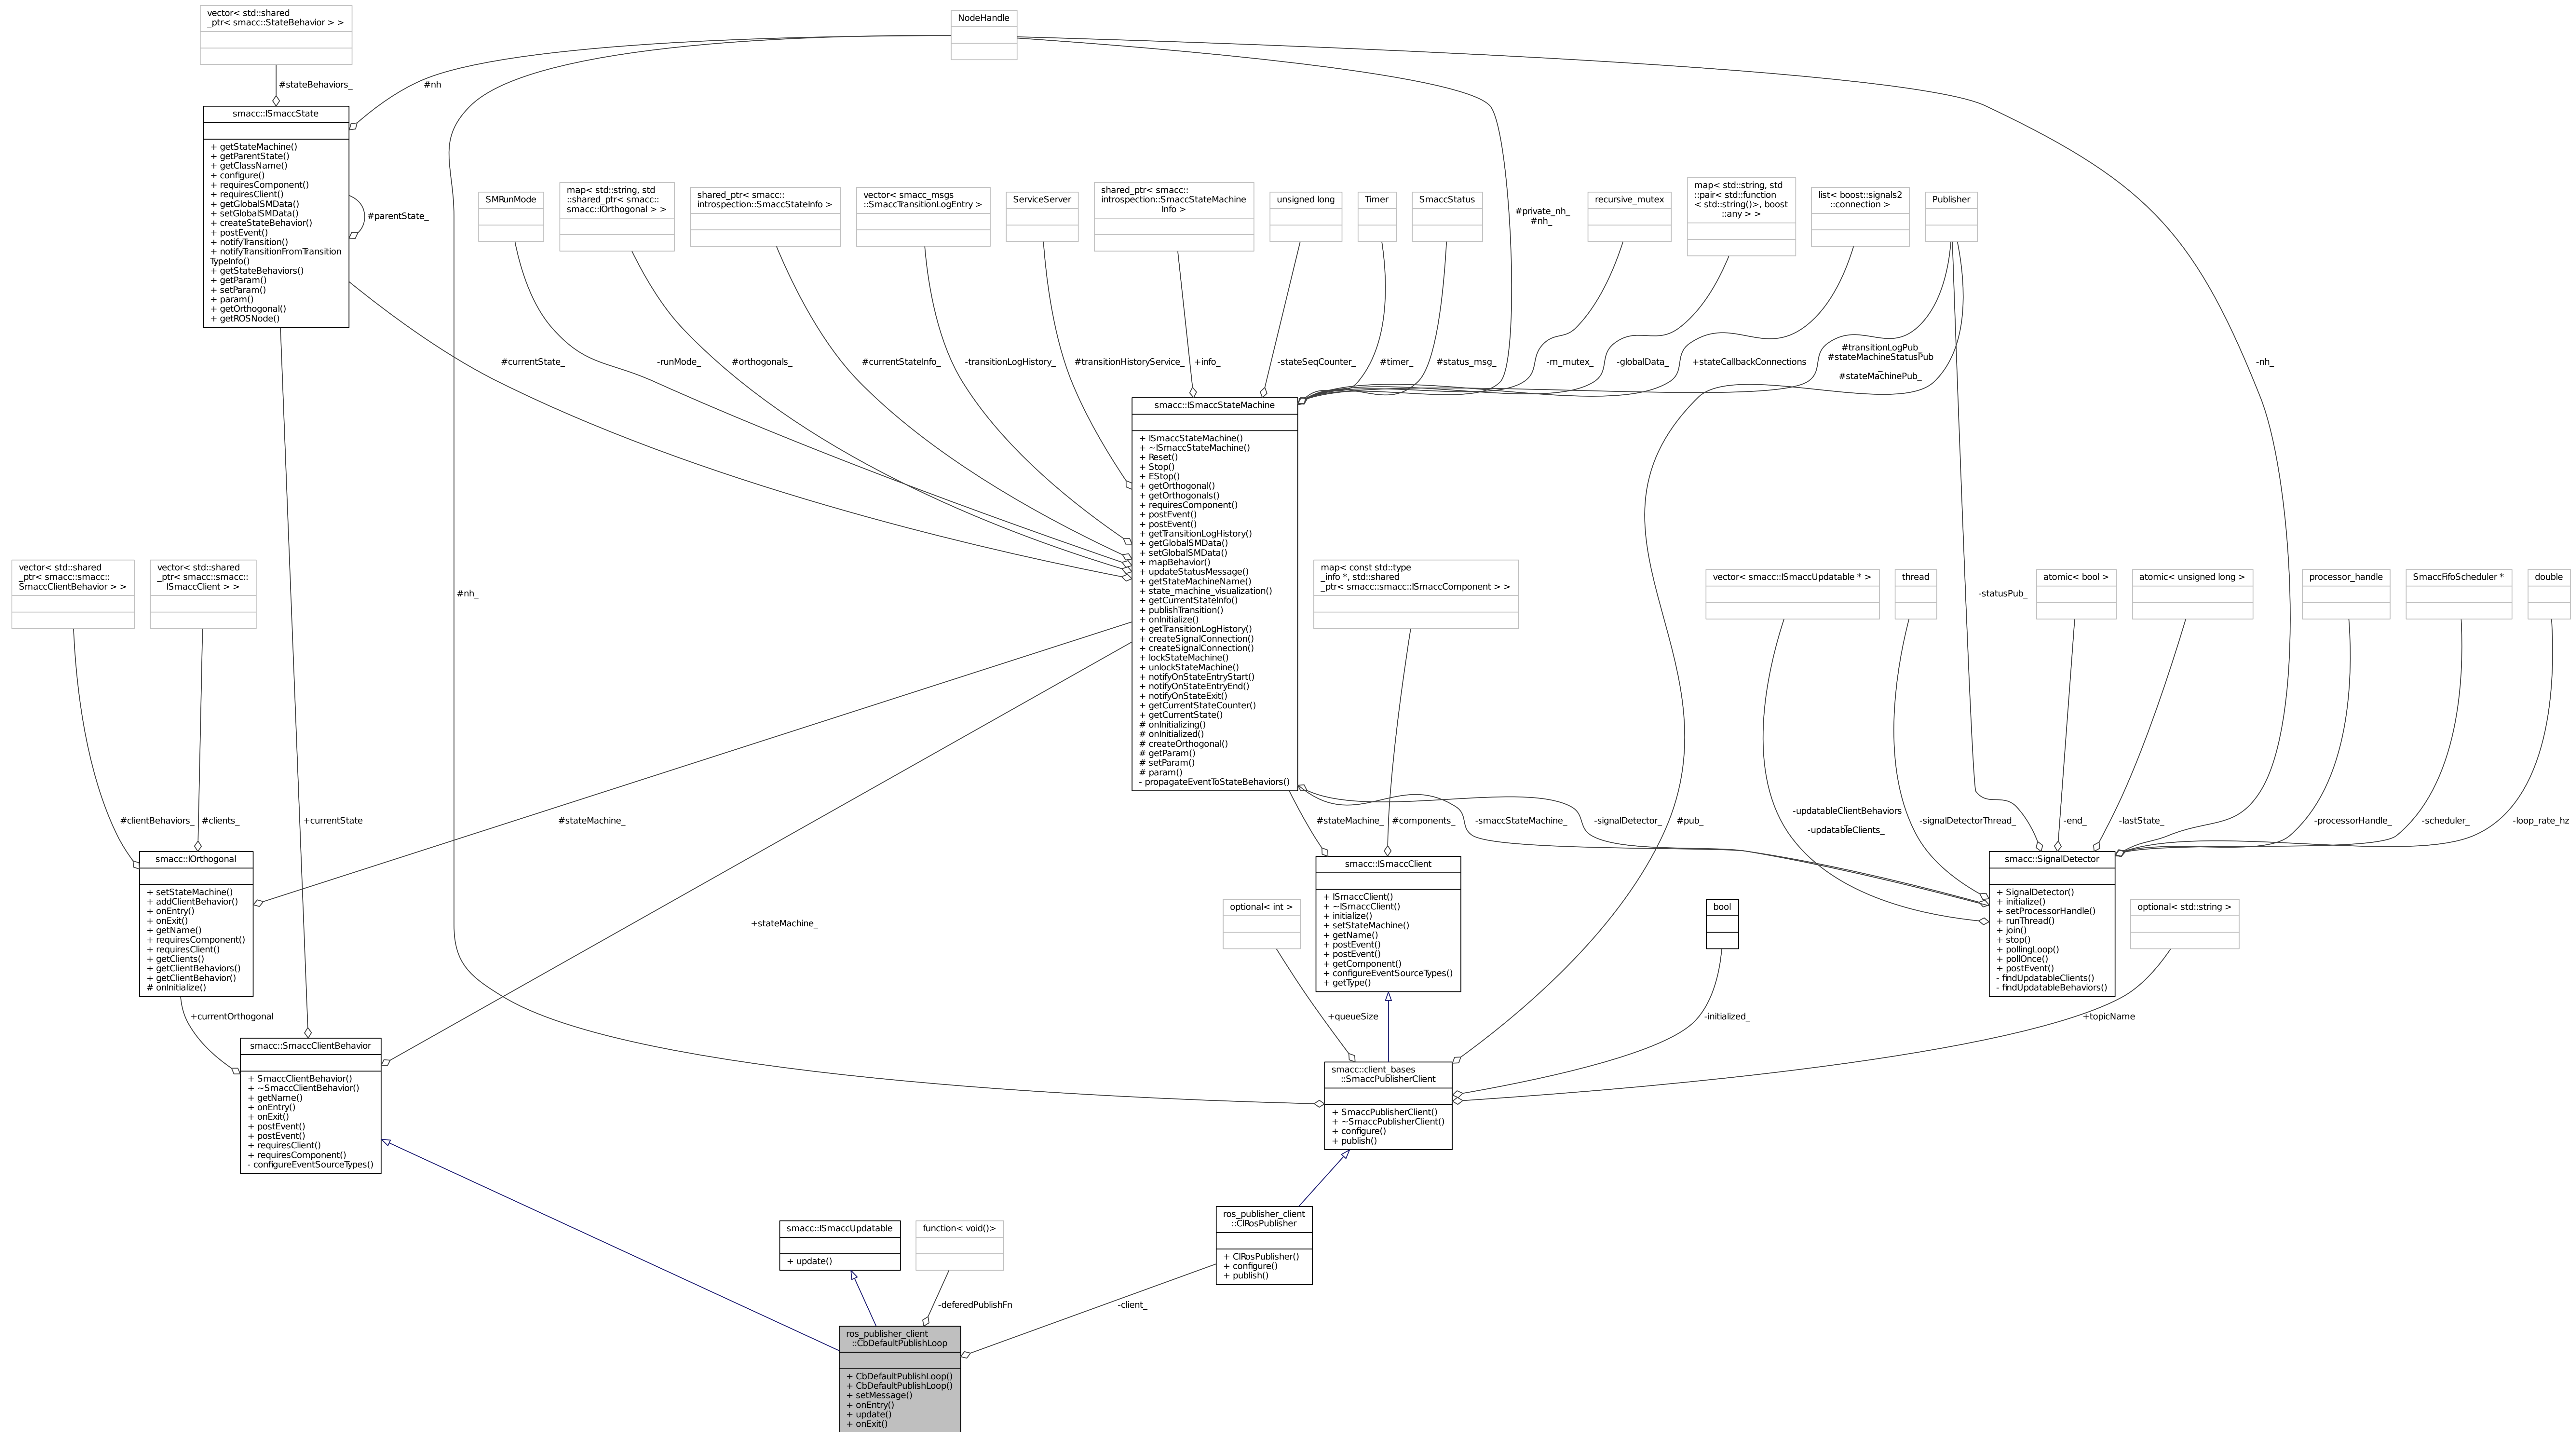 vector< std::shared
_ptr< smacc::StateBehavior > >
NodeHandle
#stateBehaviors_
#nh
smacc::ISmaccState
+ getStateMachine()
+ getParentState()
+ getClassName()
+ configure()
+ requiresComponent()
+ requiresClient()
+ getGlobalSMData()
+ setGlobalSMData()
+ createStateBehavior()
+ postEvent()
+ notifyTransition()
+ notifyTransitionFromTransition
TypeInfo()
+ getStateBehaviors()
+ getParam()
+ setParam()
+ param()
+ getOrthogonal()
+ getROSNode()
#parentState_
SMRunMode
map< std::string, std
::shared_ptr< smacc::
smacc::IOrthogonal > >
shared_ptr< smacc::
introspection::SmaccStateInfo >
vector< smacc_msgs
::SmaccTransitionLogEntry >
ServiceServer
shared_ptr< smacc::
introspection::SmaccStateMachine
Info >
unsigned long
Timer
SmaccStatus
#private_nh_
#nh_
recursive_mutex
map< std::string, std
::pair< std::function
< std::string()>, boost
::any > >
list< boost::signals2
::connection >
Publisher
#currentState_
-runMode_
#orthogonals_
#currentStateInfo_
-transitionLogHistory_
#transitionHistoryService_
+info_
-stateSeqCounter_
#timer_
#status_msg_
-m_mutex_
-globalData_
+stateCallbackConnections
#transitionLogPub_
#stateMachineStatusPub
_
#stateMachinePub_
-nh_
smacc::ISmaccStateMachine
+ ISmaccStateMachine()
+ ~ISmaccStateMachine()
+ Reset()
+ Stop()
+ EStop()
+ getOrthogonal()
+ getOrthogonals()
+ requiresComponent()
+ postEvent()
+ postEvent()
+ getTransitionLogHistory()
+ getGlobalSMData()
+ setGlobalSMData()
+ mapBehavior()
+ updateStatusMessage()
+ getStateMachineName()
+ state_machine_visualization()
+ getCurrentStateInfo()
+ publishTransition()
+ onInitialize()
+ getTransitionLogHistory()
+ createSignalConnection()
+ createSignalConnection()
+ lockStateMachine()
+ unlockStateMachine()
+ notifyOnStateEntryStart()
+ notifyOnStateEntryEnd()
+ notifyOnStateExit()
+ getCurrentStateCounter()
+ getCurrentState()
# onInitializing()
# onInitialized()
# createOrthogonal()
# getParam()
# setParam()
# param()
- propagateEventToStateBehaviors()
vector< std::shared
_ptr< smacc::smacc::
SmaccClientBehavior > >
vector< std::shared
_ptr< smacc::smacc::
ISmaccClient > >
#nh_
map< const std::type
_info *, std::shared
_ptr< smacc::smacc::ISmaccComponent > >
vector< smacc::ISmaccUpdatable * >
thread
-statusPub_
atomic< bool >
atomic< unsigned long >
processor_handle
SmaccFifoScheduler *
double
#clientBehaviors_
#clients_
+currentState
#stateMachine_
#stateMachine_
#components_
-smaccStateMachine_
-signalDetector_
#pub_
-updatableClientBehaviors
_
-updatableClients_
-signalDetectorThread_
-end_
-lastState_
-processorHandle_
-scheduler_
-loop_rate_hz
smacc::IOrthogonal
+ setStateMachine()
+ addClientBehavior()
+ onEntry()
+ onExit()
+ getName()
+ requiresComponent()
+ requiresClient()
+ getClients()
+ getClientBehaviors()
+ getClientBehavior()
# onInitialize()
+stateMachine_
optional< int >
smacc::ISmaccClient
+ ISmaccClient()
+ ~ISmaccClient()
+ initialize()
+ setStateMachine()
+ getName()
+ postEvent()
+ postEvent()
+ getComponent()
+ configureEventSourceTypes()
+ getType()
bool
smacc::SignalDetector
+ SignalDetector()
+ initialize()
+ setProcessorHandle()
+ runThread()
+ join()
+ stop()
+ pollingLoop()
+ pollOnce()
+ postEvent()
- findUpdatableClients()
- findUpdatableBehaviors()
optional< std::string >
+currentOrthogonal
+queueSize
-initialized_
+topicName
smacc::SmaccClientBehavior
+ SmaccClientBehavior()
+ ~SmaccClientBehavior()
+ getName()
+ onEntry()
+ onExit()
+ postEvent()
+ postEvent()
+ requiresClient()
+ requiresComponent()
- configureEventSourceTypes()
smacc::client_bases
::SmaccPublisherClient
+ SmaccPublisherClient()
+ ~SmaccPublisherClient()
+ configure()
+ publish()
smacc::ISmaccUpdatable
+ update()
function< void()>
ros_publisher_client
::ClRosPublisher
+ ClRosPublisher()
+ configure()
+ publish()
-deferedPublishFn
-client_
ros_publisher_client
::CbDefaultPublishLoop
+ CbDefaultPublishLoop()
+ CbDefaultPublishLoop()
+ setMessage()
+ onEntry()
+ update()
+ onExit()